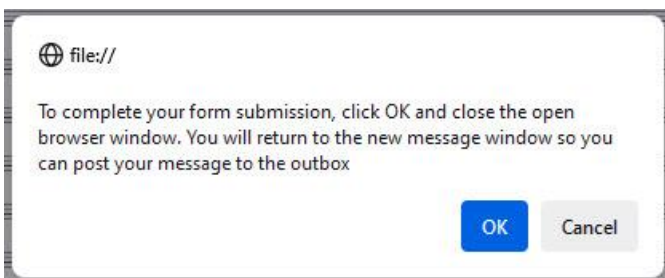 file://
To complete your form submission, click OK and close the open
browser window. You will return to the new message window so you
can post your message to the outbox
OK Cancel